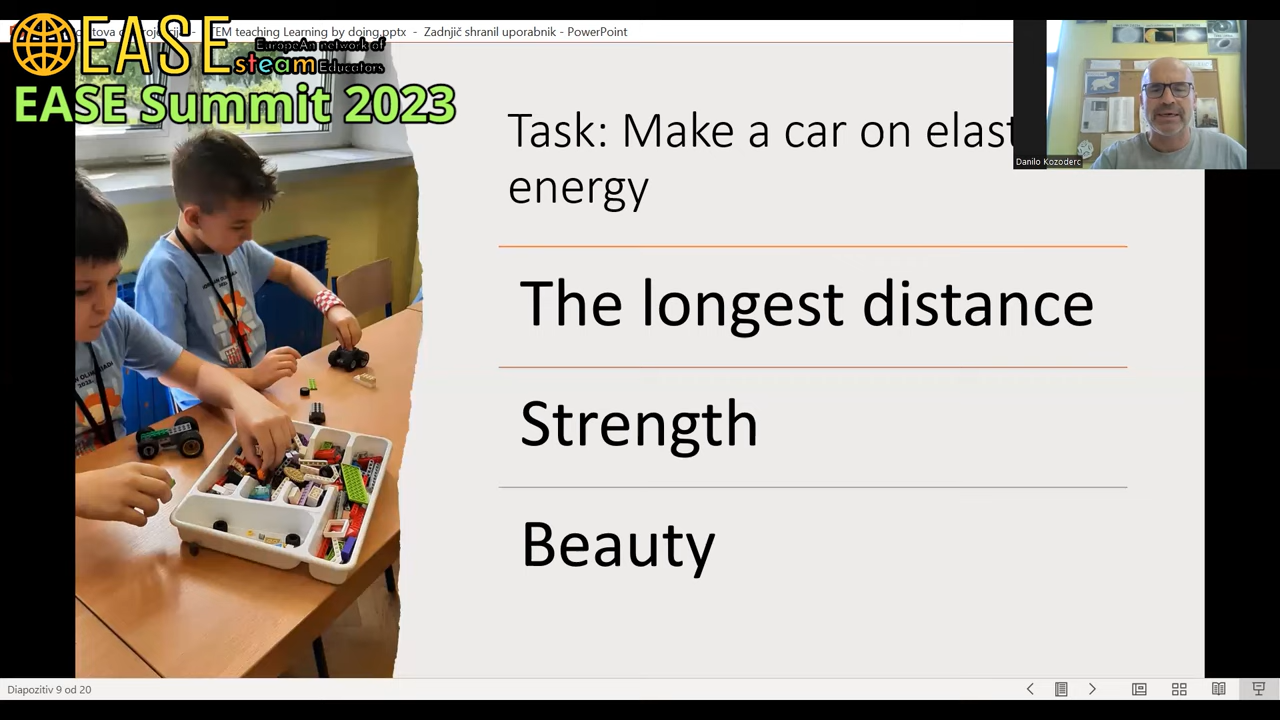 EASE
EuropeAn network of
steam Educators
EASE Summit 2023
TEM teaching Learning by doing.pptx - Zadnjič shranil uporabnik - PowerPoint
Danilo Kozoderc
Task: Make a car on elast
energy
The longest distance
Strength
Beauty
Diapozitiv 9 od 20